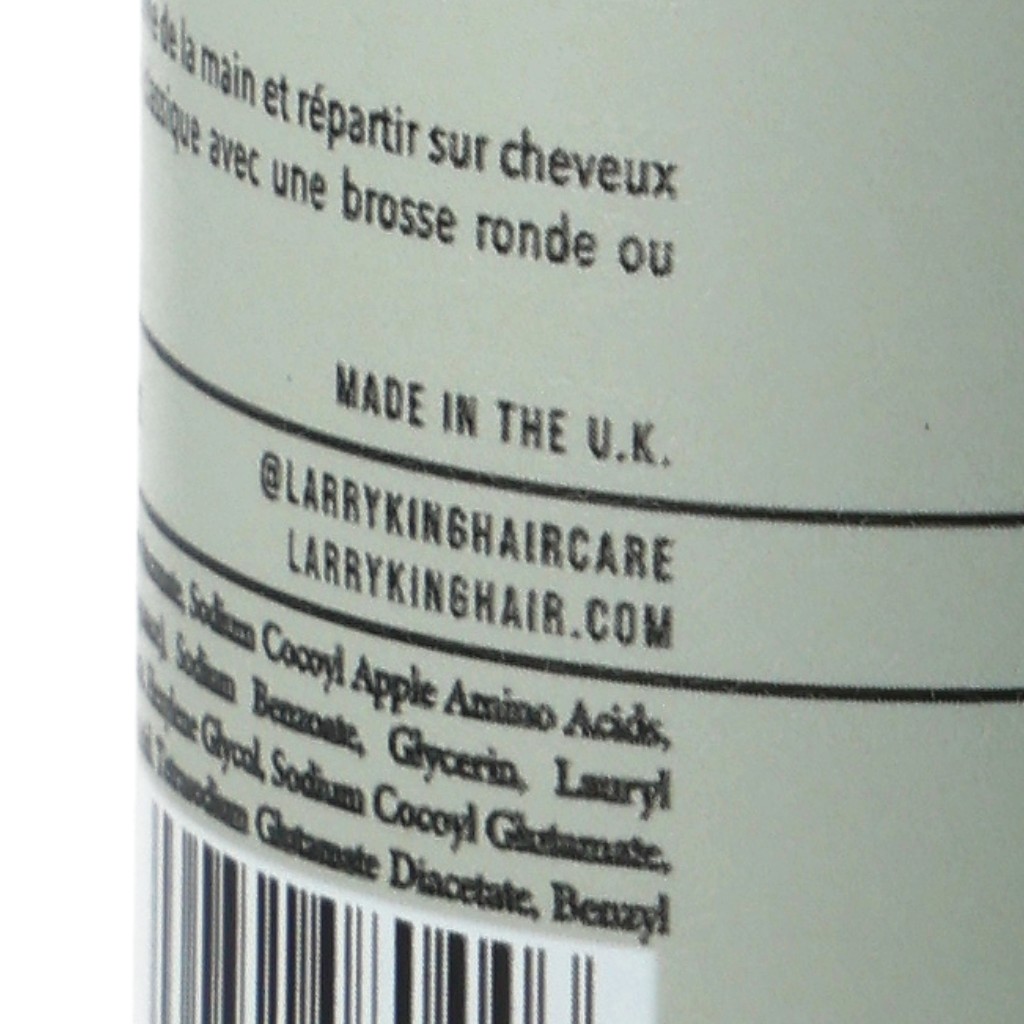 de la main et répartir sur cheveux
avec une brosse ronde ou
MADE IN THE U.K.
@LARRYKINGHAIRCARE
LARRYKINGHAIR.COM
Sodium Cocoyl Apple Amino Acids,
Sodium Benzoate, Glycerin, Lauryl
Glycol, Sodium Cocoyl Glutamate,
Tetrasodium Glutamate Diacetate, Benzyl